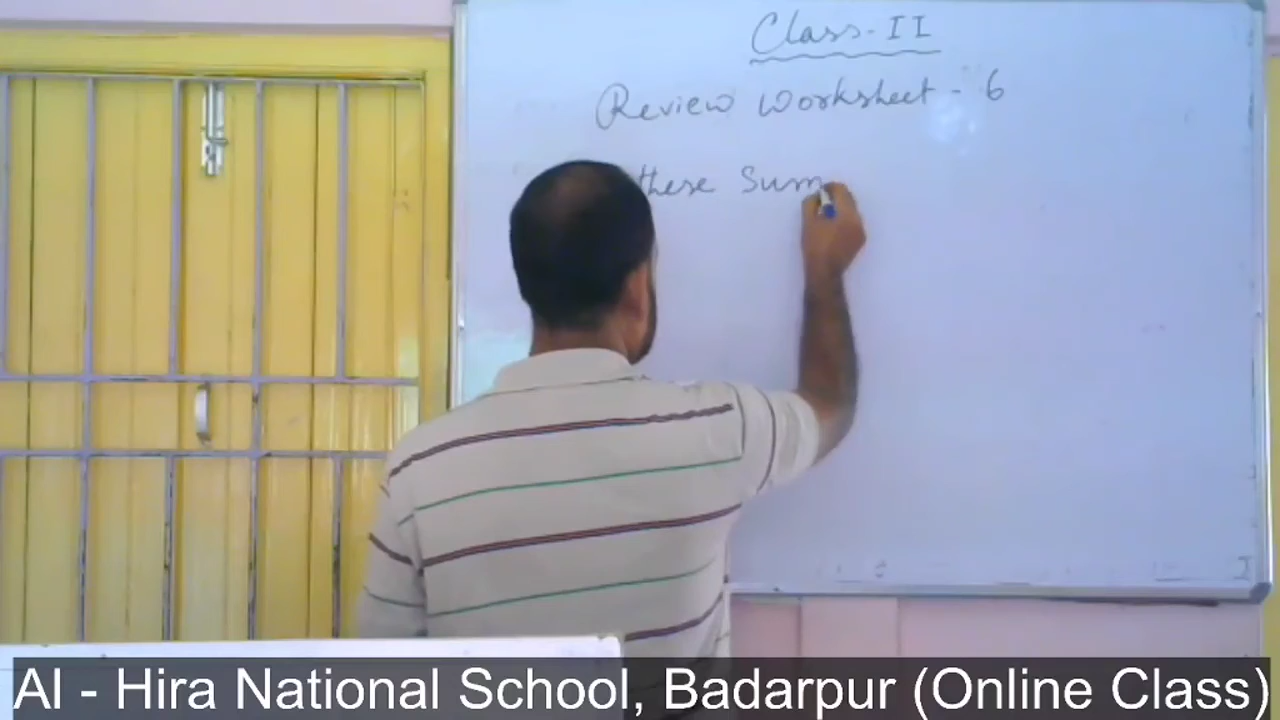 Class-II
Review Worksheet - 6
these Sum
Al - Hira National School, Badarpur (Online Class)